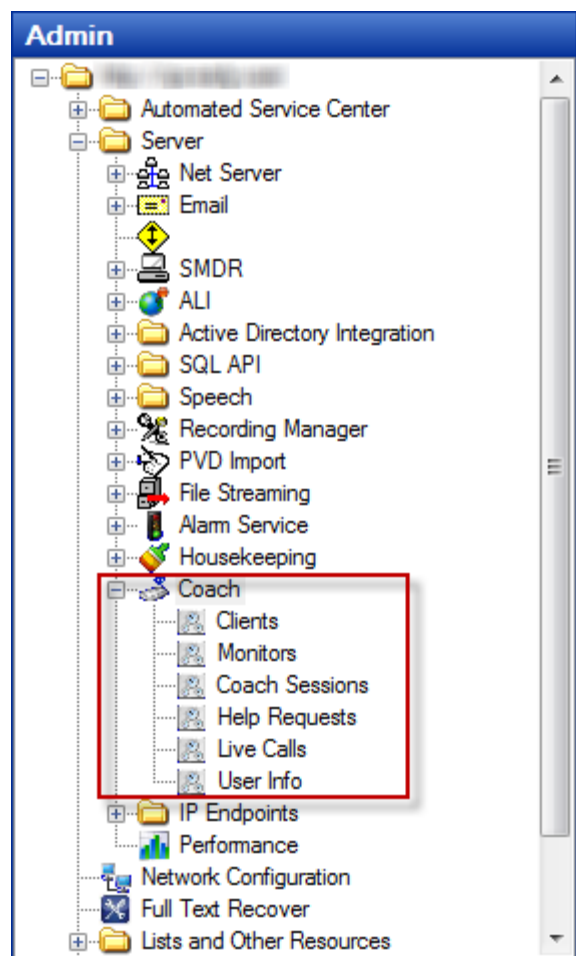 Admin
Automated Service Center
Server
Net Server
Email
SMDR
ALI
Active Directory Integration
SQL API
Speech
Recording Manager
PVD Import
File Streaming
Alarm Service
Housekeeping
Coach
Clients
Monitors
Coach Sessions
Help Requests
Live Calls
User Info
IP Endpoints
Performance
Network Configuration
Full Text Recover
Lists and Other Resources